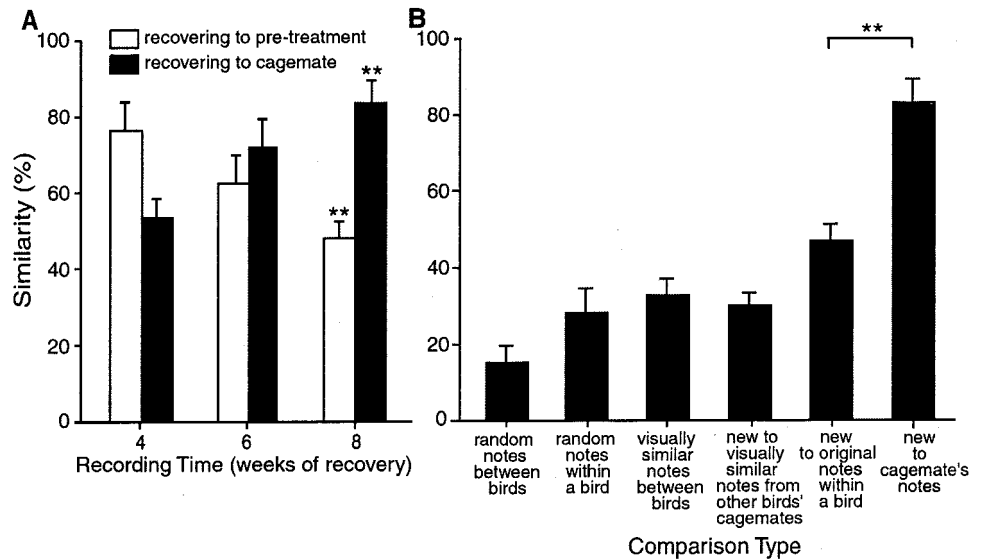 A
100
80
60
40
20
0
Similarity (%)
recovering to pre-treatment
recovering to cagemate
**
**
4 6 8
Recording Time (weeks of recovery)
B
100
80
60
40
20
0
**
random
notes
between
birds
random
notes
within
a bird
visually
similar
notes
between
birds
new to
visually
similar
notes from
other birds'
cagemates
new
to original
notes
within
a bird
new
to
cagemate's
notes
Comparison Type